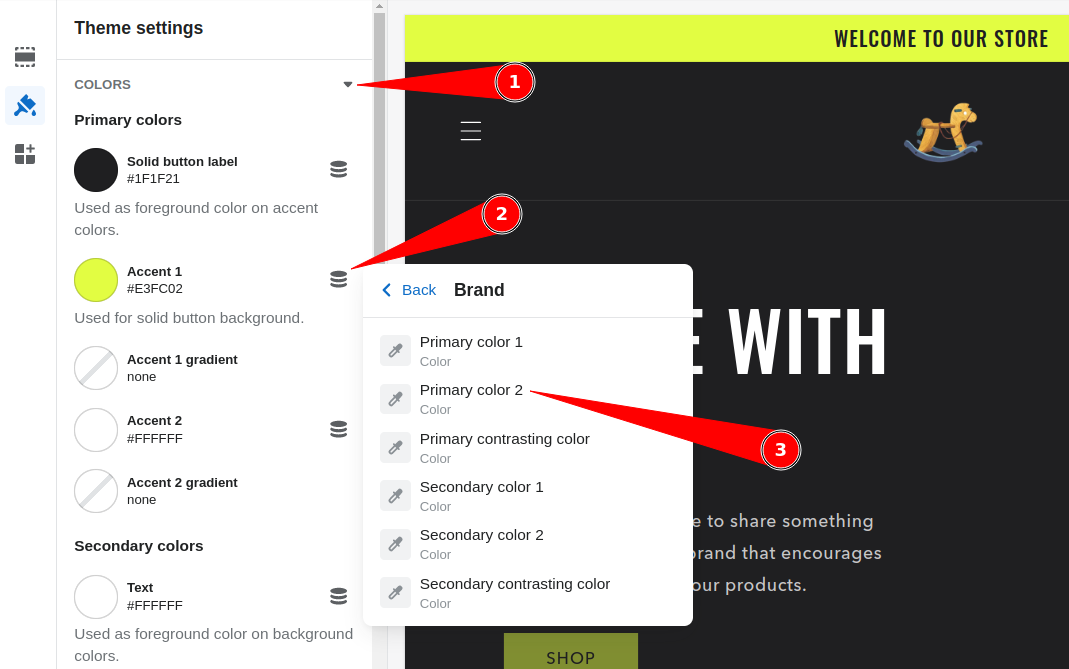 Theme settings
COLORS
Primary colors
Solid button label
#1F1F21
Used as foreground color on accent
colors.
Accent 1
#E3FC02
Used for solid button background.
Accent 1 gradient
none
Accent 2
#FFFFFF
Accent 2 gradient
none
Secondary colors
Text
#FFFFFF
Used as foreground color on background
colors.
1
2
Back Brand
Primary color 1
Color
Primary color 2
Color
3
Primary contrasting color
Color
Secondary color 1
Color
Secondary color 2
Color
Secondary contrasting color
Color
WELCOME TO OUR STORE
E WITH
e to share something
brand that encourages
our products.
SHOP